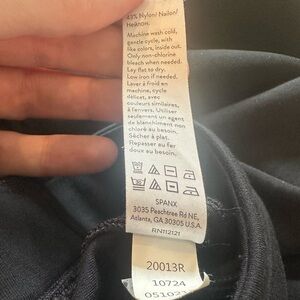 43% Nylon/ Nailon/
Machine wash cold,
gentle cycle, with
like colors, inside out.
Only non-chlorine
bleach when needed.
Lay flat to dry.
Low iron if needed.
Laver à froid en
machine, cycle
délicat, avec
couleurs similaires,
à l'envers. Utiliser
seulement un agent
de blanchiment non
chloré au besoin.
Sécher à plat.
Repasser au fer
doux au besoin.
SPANX
3035 Peachtree Rd NE,
Atlanta, GA 30305 U.S.A.
RN112121
20013R
10724